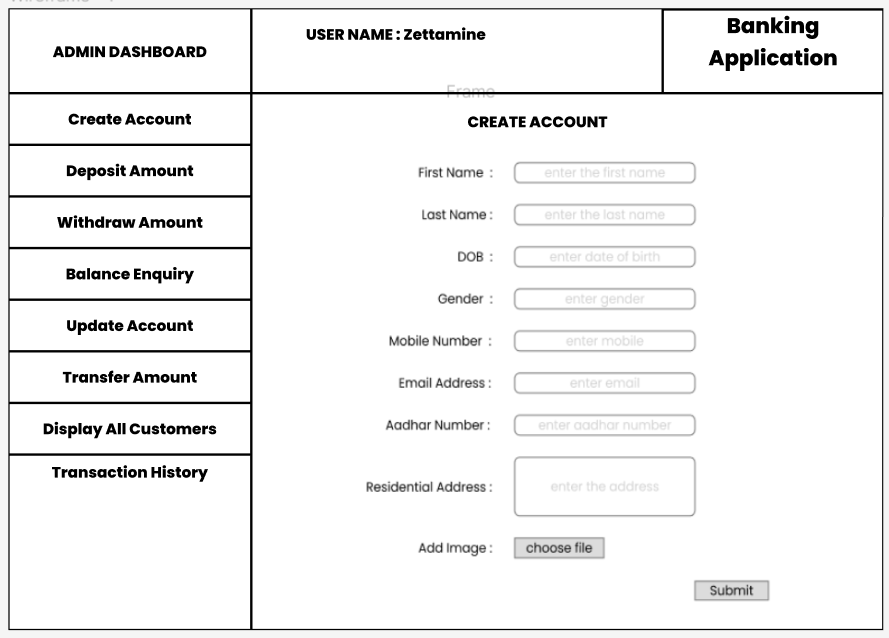 ADMIN DASHBOARD
USER NAME : Zettamine
Banking
Application
Frame
Create Account
Deposit Amount
Withdraw Amount
Balance Enquiry
Update Account
Transfer Amount
Display All Customers
Transaction History
CREATE ACCOUNT
First Name : enter the first name
Last Name : enter the last name
DOB : enter date of birth
Gender : enter gender
Mobile Number : enter mobile
Email Address : enter email
Aadhar Number : enter aadhar number
Residential Address : enter the address
Add Image : choose file
Submit